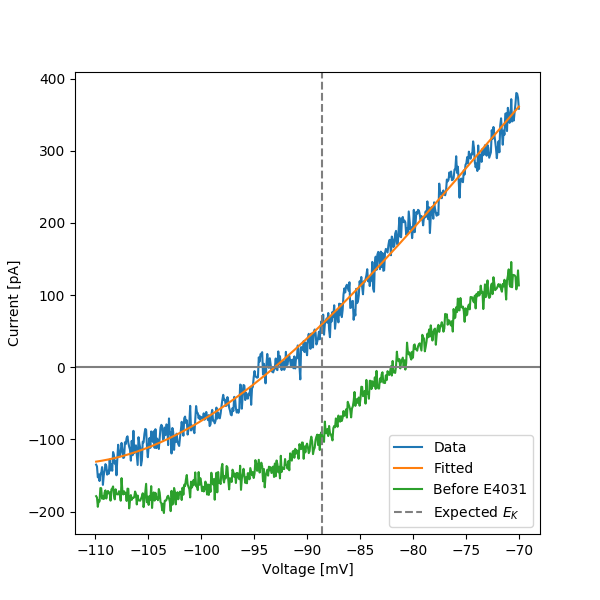 400
300
200
100
0
−100
−200
Current [pA]
Data
Fitted
Before E4031
Expected E_K
−110
−105
−100
−95
−90
−85
−80
−75
−70
Voltage [mV]